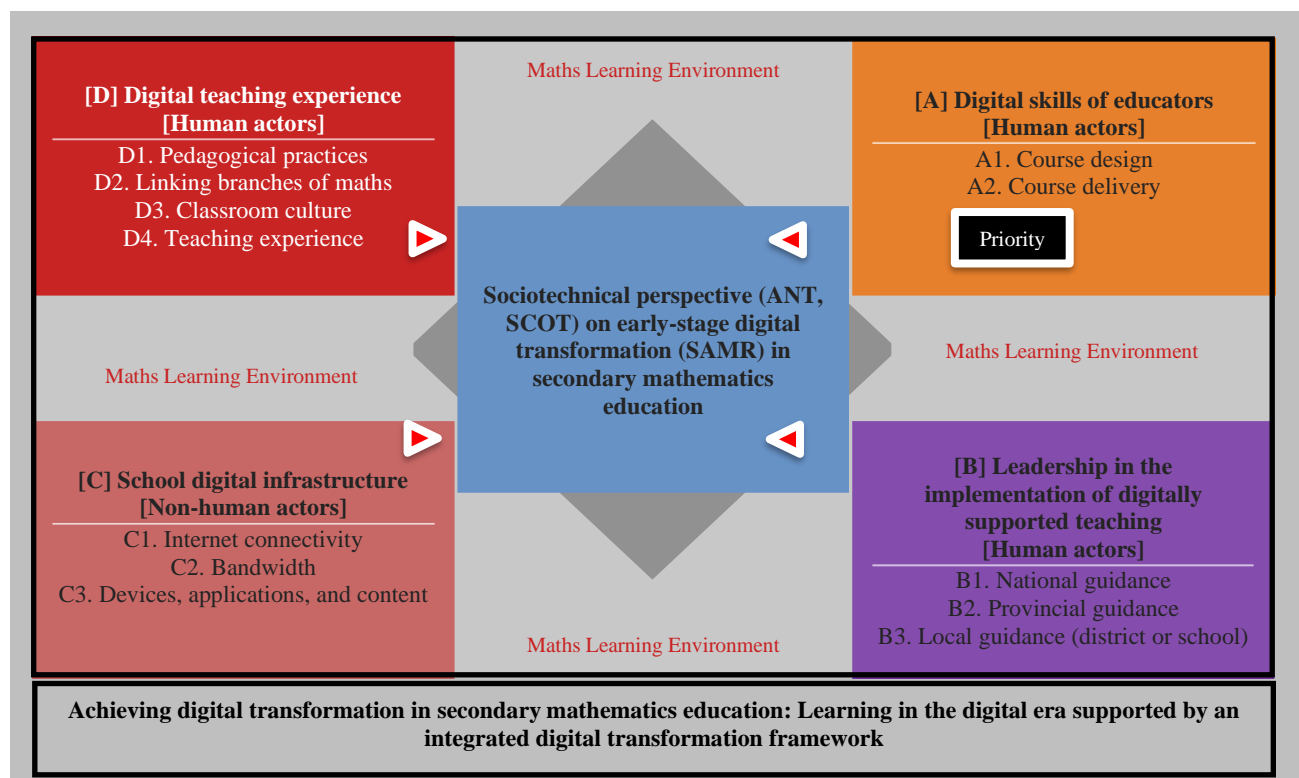 Maths Learning Environment
[D] Digital teaching experience
[Human actors]
D1. Pedagogical practices
D2. Linking branches of maths
D3. Classroom culture
D4. Teaching experience
[A] Digital skills of educators
[Human actors]
A1. Course design
A2. Course delivery
Priority
Sociotechnical perspective (ANT,
SCOT) on early-stage digital
transformation (SAMR) in
secondary mathematics
education
Maths Learning Environment
Maths Learning Environment
[C] School digital infrastructure
[Non-human actors]
C1. Internet connectivity
C2. Bandwidth
C3. Devices, applications, and content
[B] Leadership in the
implementation of digitally
supported teaching
[Human actors]
B1. National guidance
B2. Provincial guidance
B3. Local guidance (district or school)
Maths Learning Environment
Achieving digital transformation in secondary mathematics education: Learning in the digital era supported by an
integrated digital transformation framework